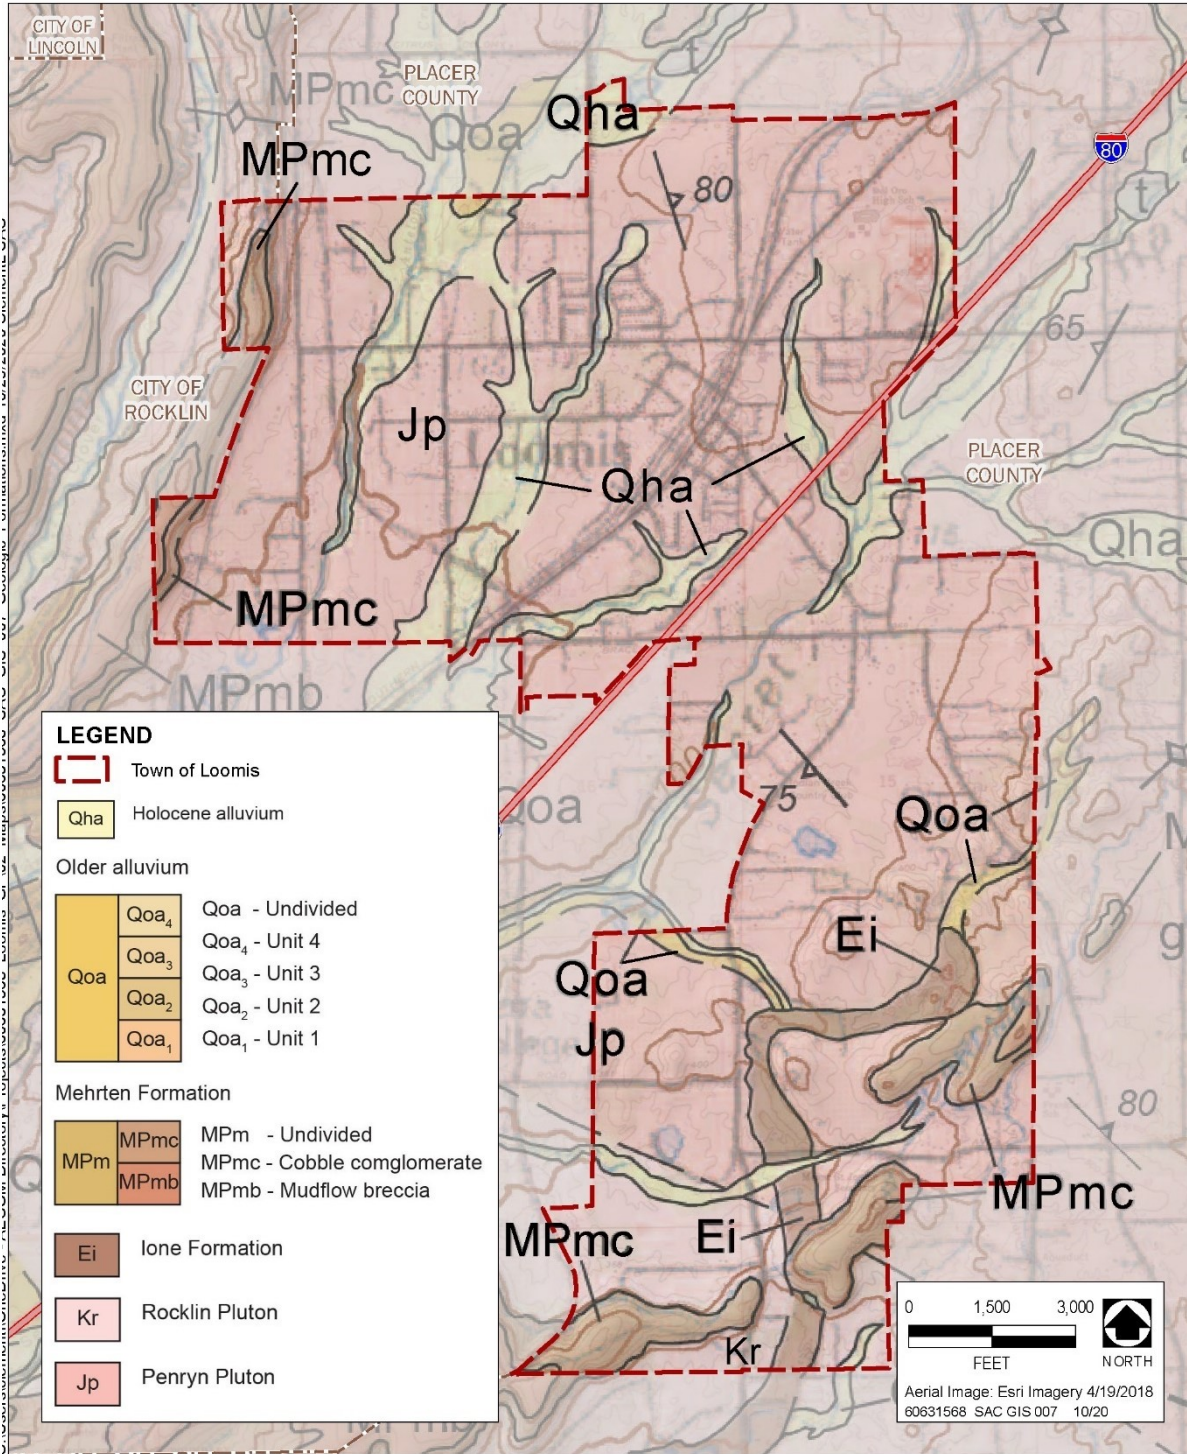 CITY OF
LINCOLN
PLACER
COUNTY
MPmc
Qoa
Qha
t
80
MPmc
80
t
65
CITY OF
ROCKLIN
Jp
Loomis
PLACER
COUNTY
Qha
Qha
MPmc
MPmb
Qoa
75
Qoa
Ei
Qoa
Jp
80
MPmc
Ei
MPmc
Kr
LEGEND
Town of Loomis
Qha Holocene alluvium
Older alluvium
Qoa
Qoa4
Qoa3
Qoa2
Qoa1
Qoa - Undivided
Qoa4 - Unit 4
Qoa3 - Unit 3
Qoa2 - Unit 2
Qoa1 - Unit 1
Mehrten Formation
MPm
MPmc
MPmb
MPm - Undivided
MPmc - Cobble comglomerate
MPmb - Mudflow breccia
Ei Ione Formation
Kr Rocklin Pluton
Jp Penryn Pluton
0 1,500 3,000
FEET
NORTH
Aerial Image: Esri Imagery 4/19/2018
60631568 SAC GIS 007 10/20